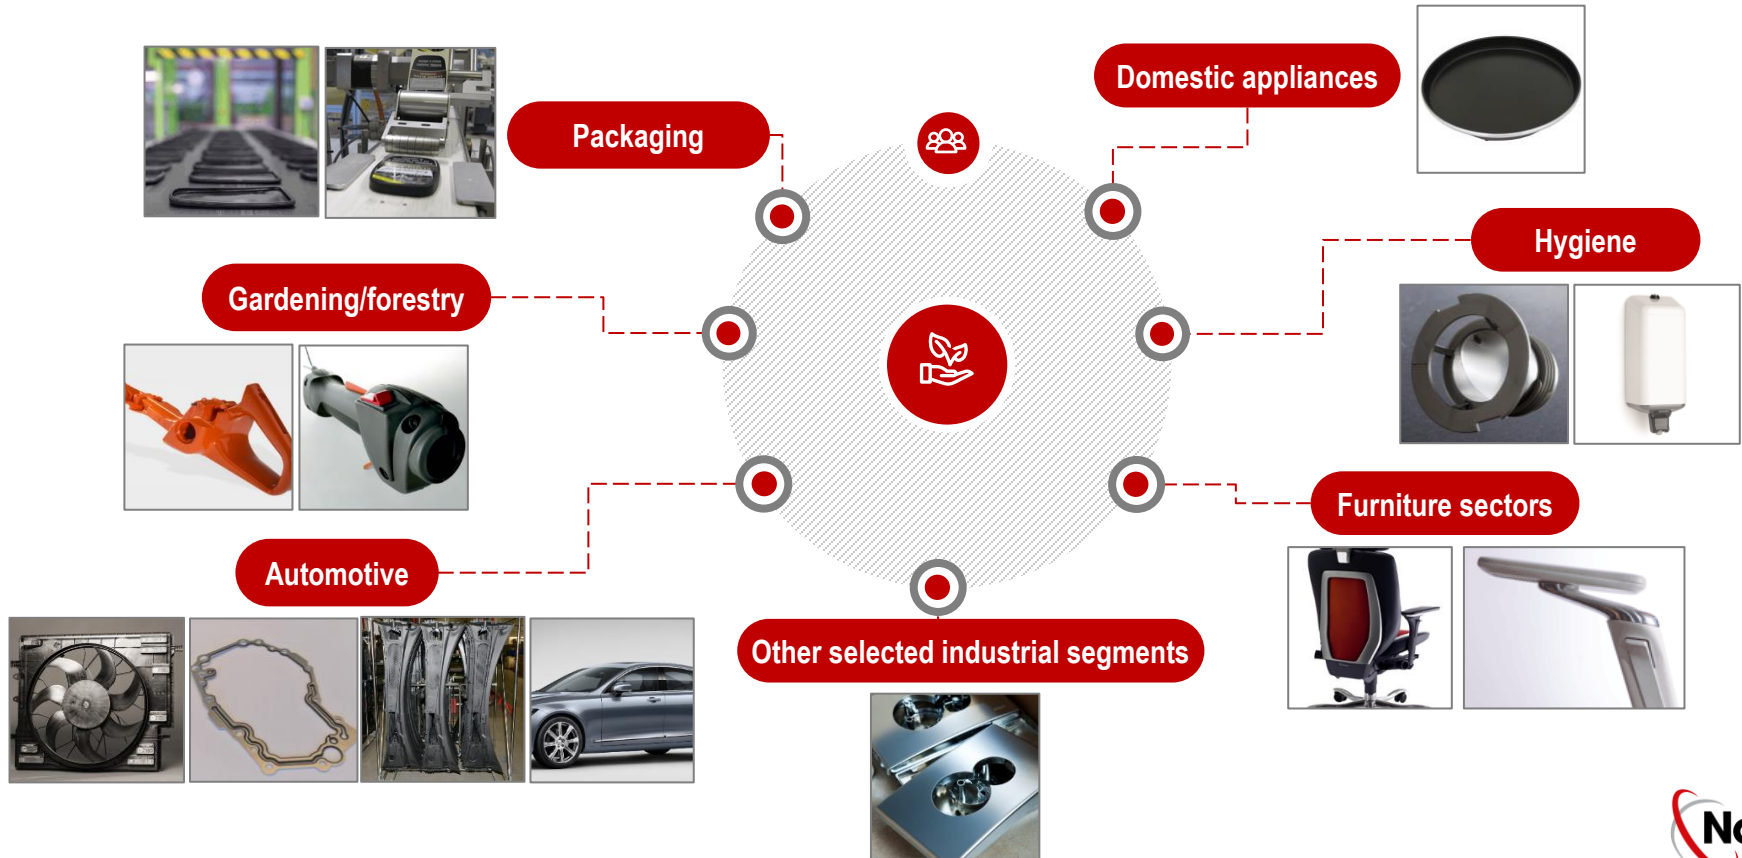 Domestic appliances
Packaging
Hygiene
Gardening/forestry
Furniture sectors
Automotive
Other selected industrial segments